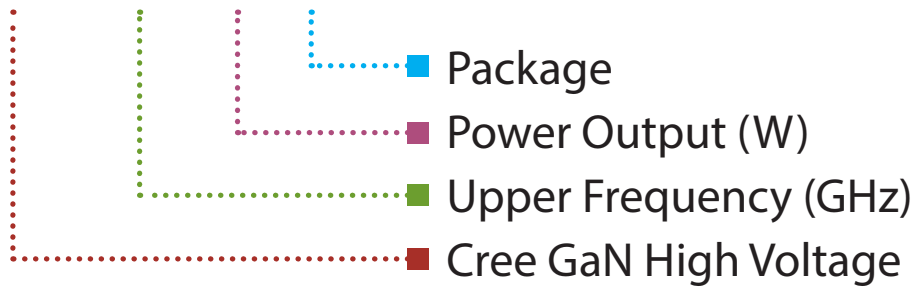 Package
Power Output (W)
Upper Frequency (GHz)
Cree GaN High Voltage